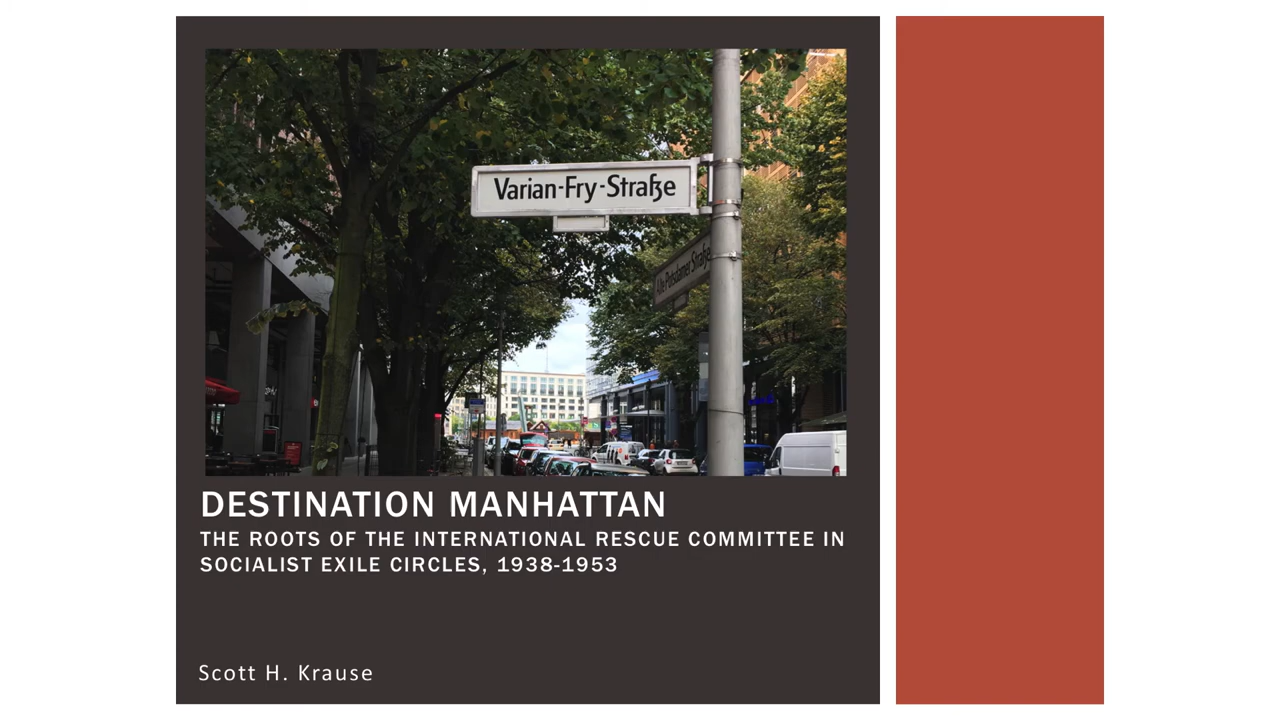 Varian-Fry-Straße
Alte Potsdamer Straße
DESTINATION MANHATTAN
THE ROOTS OF THE INTERNATIONAL RESCUE COMMITTEE IN
SOCIALIST EXILE CIRCLES, 1938-1953
Scott H. Krause